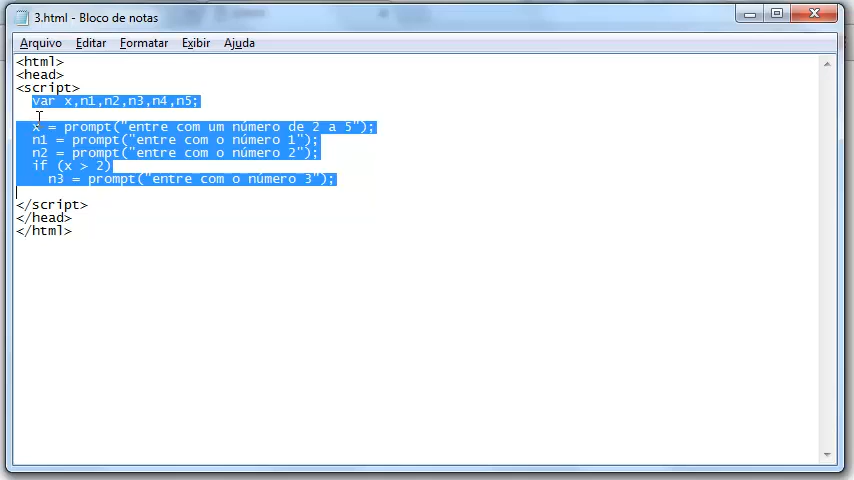 3.html - Bloco de notas
Arquivo Editar Formatar Exibir Ajuda
<html>
<head>
<script>
var x,n1,n2,n3,n4,n5;
x = prompt("entre com um número de 2 a 5");
n1 = prompt("entre com o número 1");
n2 = prompt("entre com o número 2");
if (x > 2)
n3 = prompt("entre com o número 3");
</script>
</head>
</html>